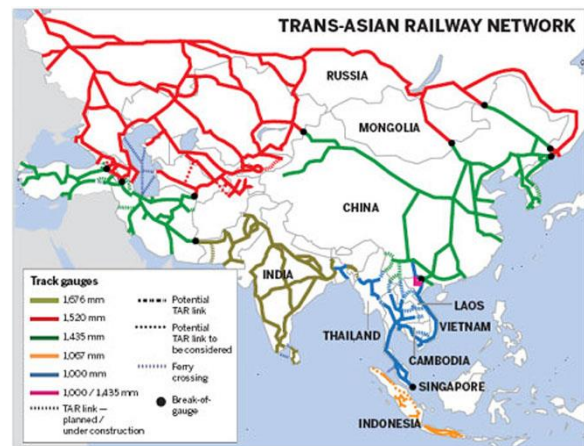 TRANS-ASIAN RAILWAY NETWORK
RUSSIA
MONGOLIA
CHINA
INDIA
LAOS
VIETNAM
THAILAND
CAMBODIA
SINGAPORE
INDONESIA
Track gauges
1,676 mm
1,520 mm
1,435 mm
1,067 mm
1,000 mm
1,000 / 1,435 mm
TAR link —
planned /
under construction
Potential
TAR link
Potential
TAR link to
be considered
Ferry
crossing
Break-of-
gauge